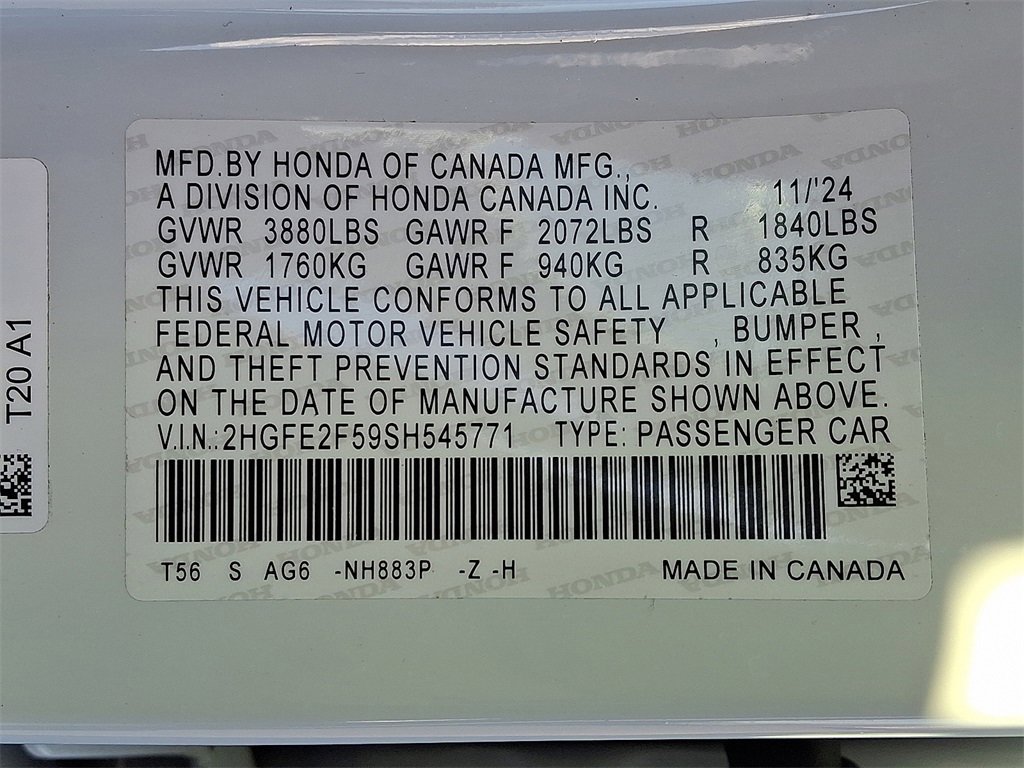 MFD.BY HONDA OF CANADA MFG.,
A DIVISION OF HONDA CANADA INC. 11/'24
GVWR 3880LBS GAWR F 2072LBS R 1840LBS
GVWR 1760KG GAWR F 940KG R 835KG
THIS VEHICLE CONFORMS TO ALL APPLICABLE
FEDERAL MOTOR VEHICLE SAFETY , BUMPER ,
AND THEFT PREVENTION STANDARDS IN EFFECT
ON THE DATE OF MANUFACTURE SHOWN ABOVE.
V.I.N.:2HGFE2F59SH545771 TYPE: PASSENGER CAR
T56 S AG6 -NH883P -Z -H MADE IN CANADA
T20 A1